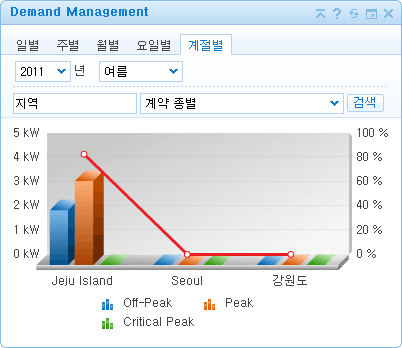 Demand Management
일별 주별 월별 요일별 계절별
2011 년 여름
지역 계약 종별 검색
5 kW 100 %
4 kW 80 %
3 kW 60 %
2 kW 40 %
1 kW 20 %
0 kW 0 %
Jeju Island Seoul 강원도
Off-Peak Peak
Critical Peak